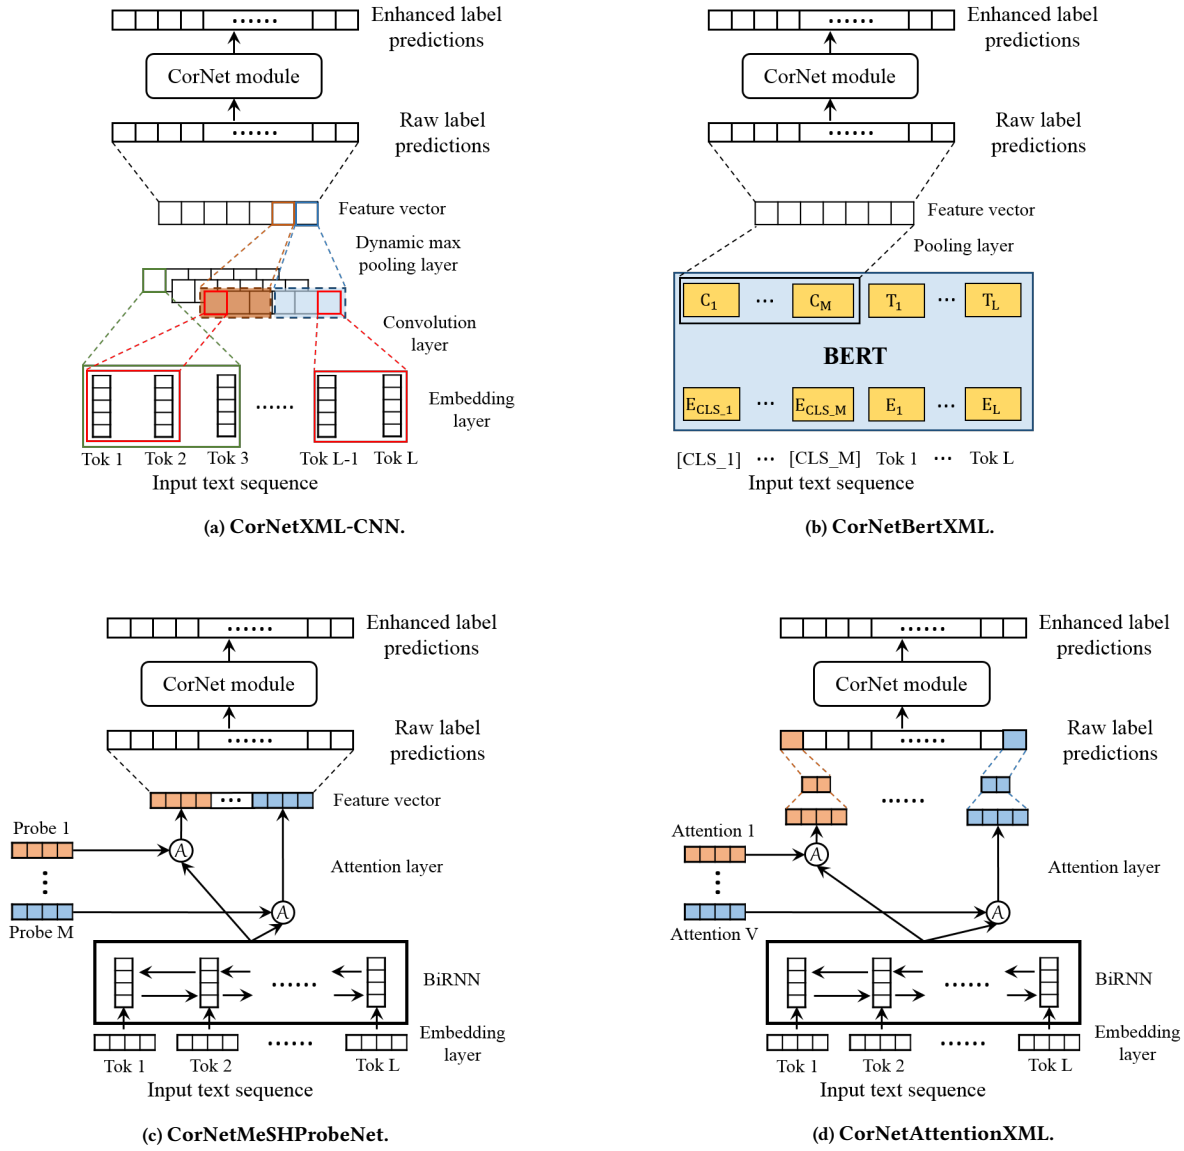 Enhanced label
predictions
CorNet module
Raw label
predictions
Feature vector
Dynamic max
pooling layer
Convolution
layer
Embedding
layer
Tok 1 Tok 2 Tok 3 Tok L-1 Tok L
Input text sequence
(a) CorNetXML-CNN.
Enhanced label
predictions
CorNet module
Raw label
predictions
Feature vector
Pooling layer
C1 ... CM T1 ... TL
BERT
ECLS_1 ... ECLS_M E1 ... EL
[CLS_1] ... [CLS_M] Tok 1 ... Tok L
Input text sequence
(b) CorNetBertXML.
Enhanced label
predictions
CorNet module
Raw label
predictions
Feature vector
Probe 1
A
Attention layer
A
Probe M
BiRNN
Embedding
layer
Tok 1 Tok 2 ...... Tok L
Input text sequence
(c) CorNetMeSHProbeNet.
Enhanced label
predictions
CorNet module
Raw label
predictions
Attention 1
A
Attention layer
A
Attention V
BiRNN
Embedding
layer
Tok 1 Tok 2 ...... Tok L
Input text sequence
(d) CorNetAttentionXML.